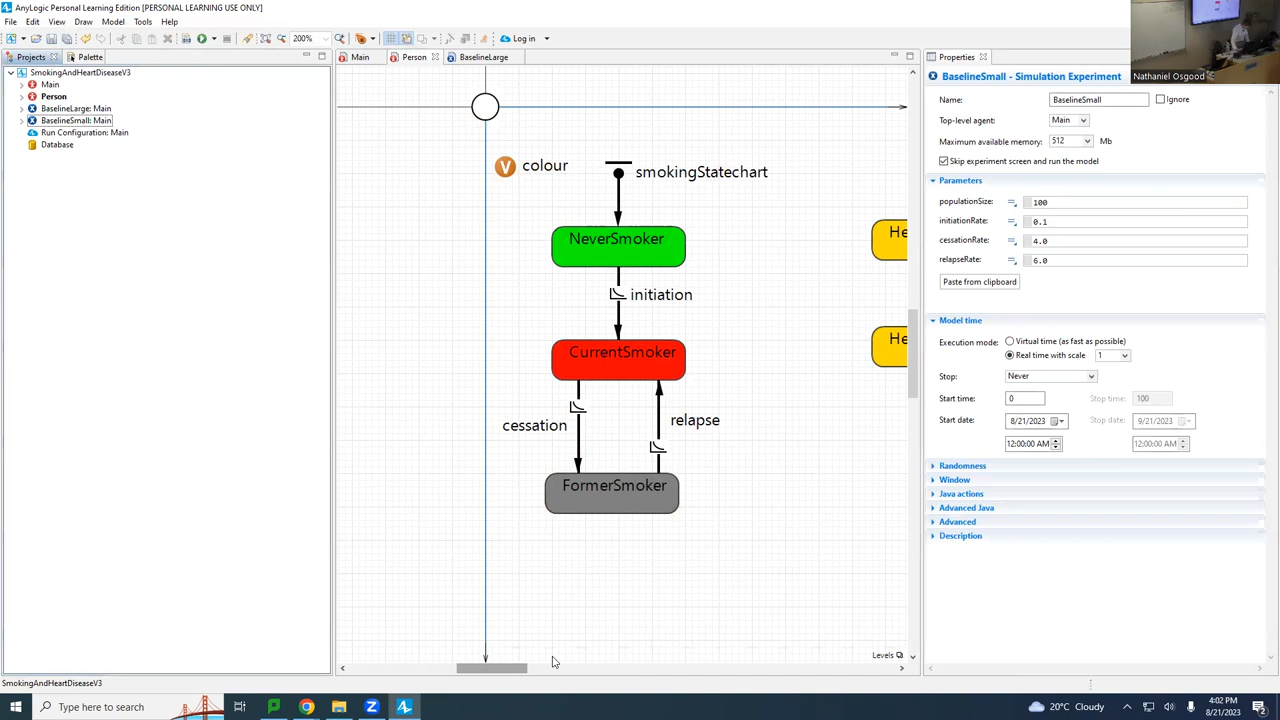 AnyLogic Personal Learning Edition [PERSONAL LEARNING USE ONLY]
File Edit View Draw Model Tools Help
200% Log in
Projects Palette
SmokingAndHeartDiseaseV3
Main
Person
BaselineLarge: Main
BaselineSmall: Main
Run Configuration: Main
Database
Main Person BaselineLarge
V colour
smokingStatechart
NeverSmoker
He
initiation
CurrentSmoker
He
cessation
relapse
FormerSmoker
Levels
Nathaniel Osgood
Properties
BaselineSmall - Simulation Experiment
Name: BaselineSmall Ignore
Top-level agent: Main
Maximum available memory: 512 Mb
Skip experiment screen and run the model
Parameters
populationSize: 100
initiationRate: 0.1
cessationRate: 4.0
relapseRate: 6.0
Paste from clipboard
Model time
Execution mode: Virtual time (as fast as possible)
Real time with scale 1
Stop: Never
Start time: 0 Stop time: 100
Start date: 8/21/2023 Stop date: 9/21/2023
12:00:00 AM 12:00:00 AM
Randomness
Window
Java actions
Advanced Java
Advanced
Description
SmokingAndHeartDiseaseV3
Type here to search
20°C Cloudy
4:02 PM
8/21/2023
2